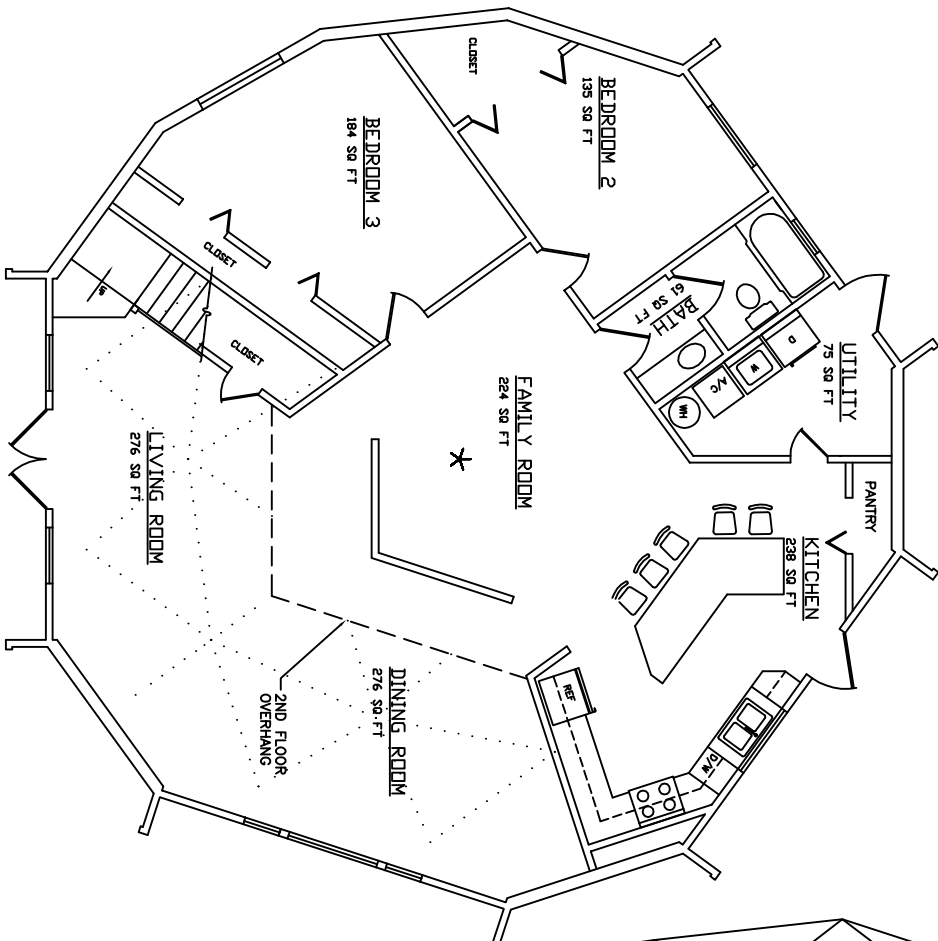 CLOSET
BEDROOM 2
135 SQ FT
BEDROOM 3
184 SQ FT
CLOSET
CLOSET
BATH
61 SQ FT
D
W
A/C
WH
UTILITY
75 SQ FT
PANTRY
KITCHEN
238 SQ FT
FAMILY ROOM
224 SQ FT
LIVING ROOM
276 SQ FT
DINING ROOM
276 SQ.FT
2ND FLOOR
OVERHANG
REF
D/W